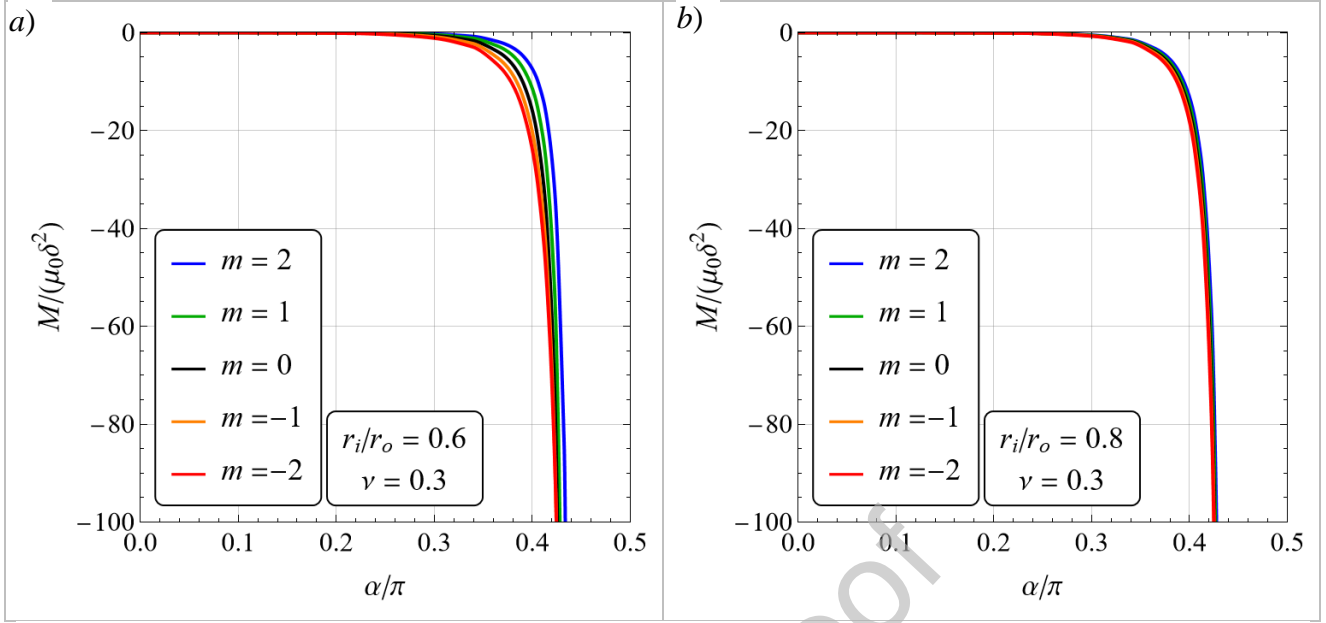 a)
0
−20
−40
−60
−80
−100
M/(μ₀δ²)
m = 2
m = 1
m = 0
m =−1
m =−2
rᵢ/rₒ = 0.6
ν = 0.3
0.0 0.1 0.2 0.3 0.4 0.5
α/π
b)
0
−20
−40
−60
−80
−100
M/(μ₀δ²)
m = 2
m = 1
m = 0
m =−1
m =−2
rᵢ/rₒ = 0.8
ν = 0.3
0.0 0.1 0.2 0.3 0.4 0.5
α/π
oof